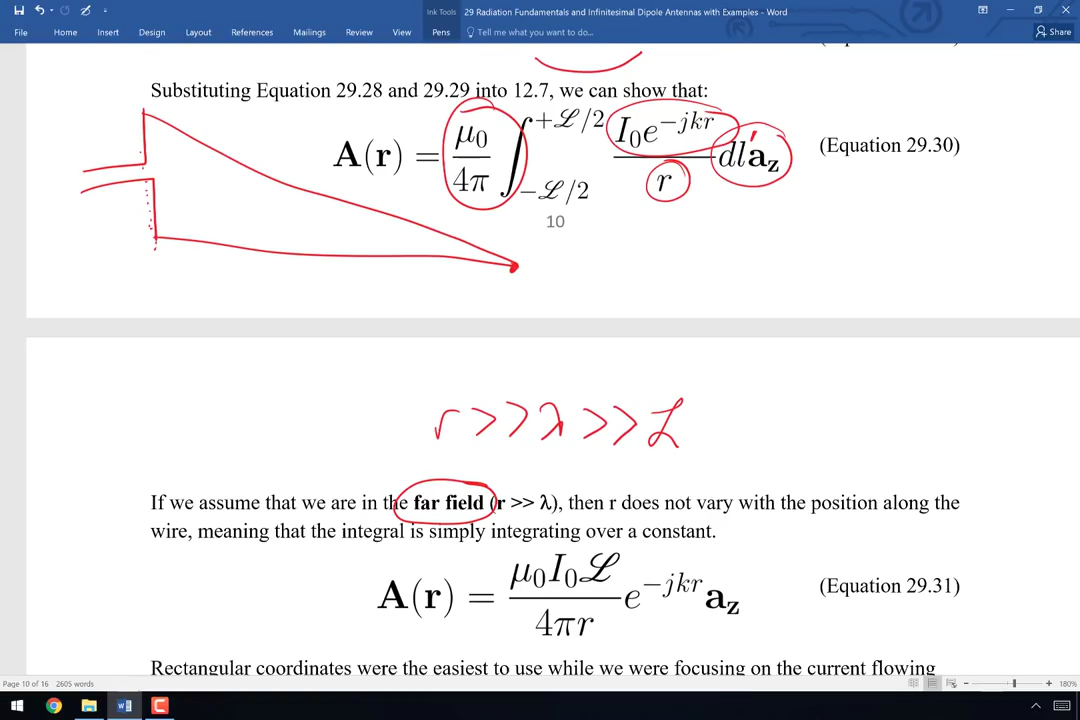 Ink Tools
29 Radiation Fundamentals and Infinitesimal Dipole Antennas with Examples - Word
File Home Insert Design Layout References Mailings Review View Pens Tell me what you want to do... Share
Substituting Equation 29.28 and 29.29 into 12.7, we can show that:
A(r) = μ₀/4π ∫_{-ℒ/2}^{+ℒ/2} I₀e^{-jkr}/r dl′a_z (Equation 29.30)
10
r >> λ >> ℒ
If we assume that we are in the far field (r >> λ), then r does not vary with the position along the
wire, meaning that the integral is simply integrating over a constant.
A(r) = μ₀I₀ℒ/4πr e^{-jkr} a_z (Equation 29.31)
Rectangular coordinates were the easiest to use while we were focusing on the current flowing
Page 10 of 16 2605 words 180%